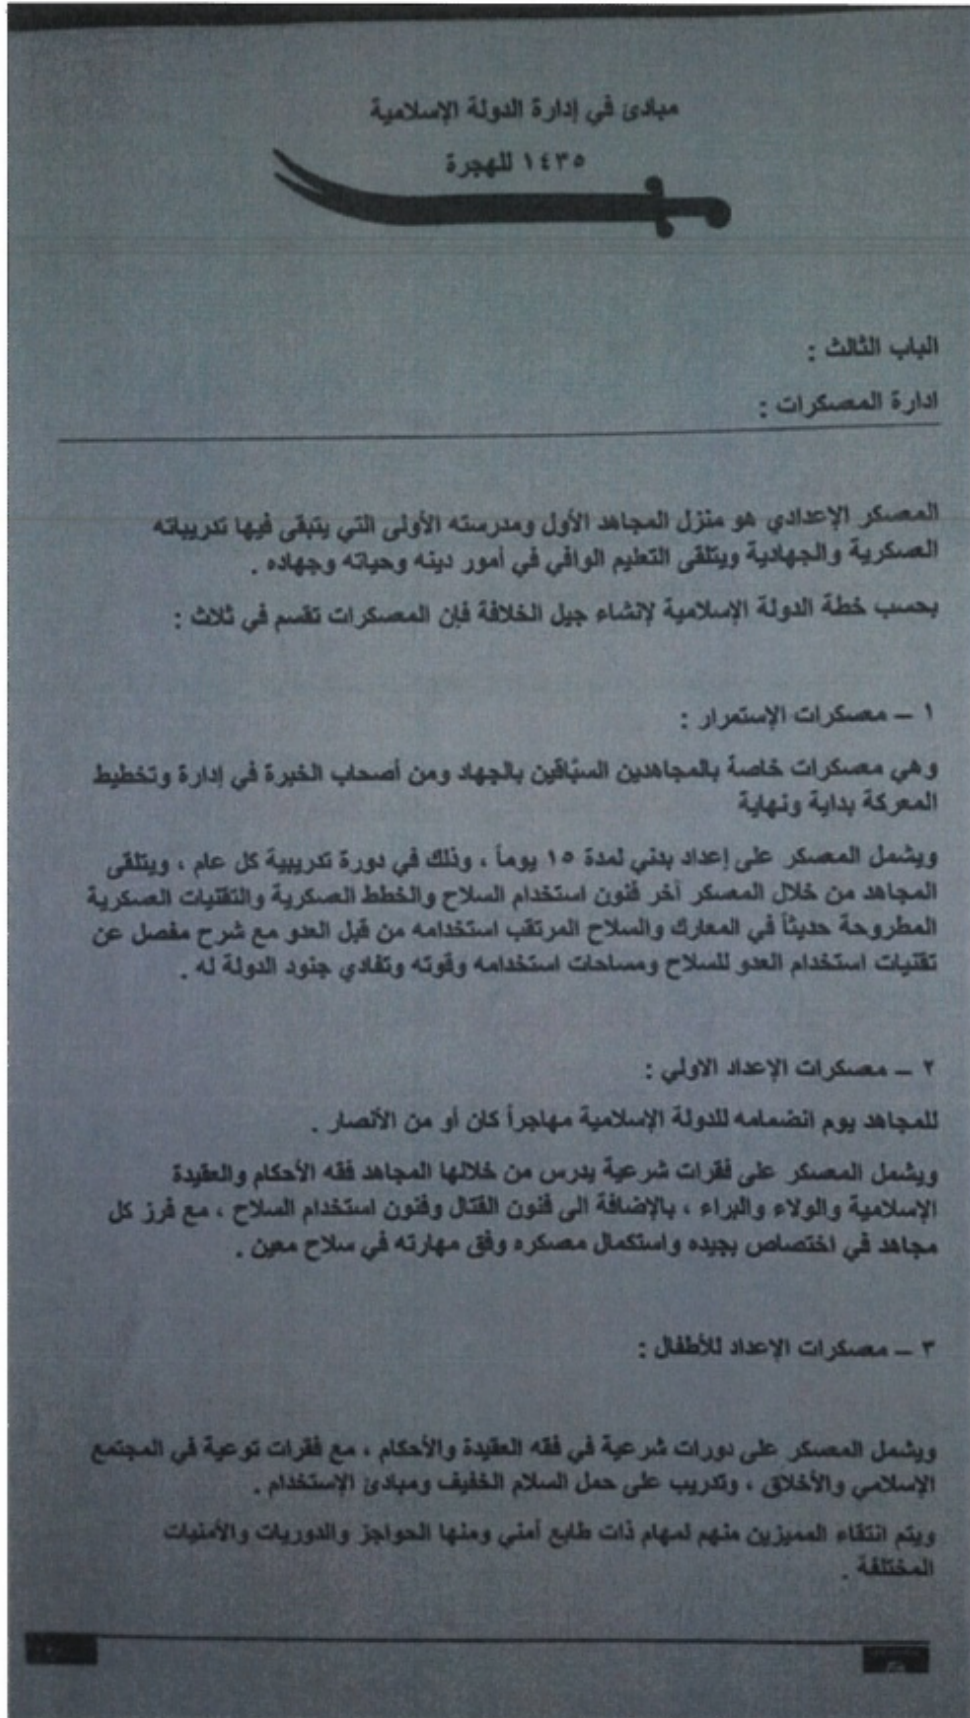 مبادئ في إدارة الدولة الإسلامية
١٤٣٥ للهجرة
الباب الثالث :
ادارة المعسكرات :
المعسكر الإعدادي هو منزل المجاهد الأول ومدرسته الأولى التي يتبقى فيها تدريباته
العسكرية والجهادية ويتلقى التعليم الوافي في أمور دينه وحياته وجهاده .
بحسب خطة الدولة الإسلامية لإنشاء جيل الخلافة فإن المعسكرات تقسم في ثلاث :
١ – معسكرات الإستمرار :
وهي معسكرات خاصة بالمجاهدين السبّاقين بالجهاد ومن أصحاب الخبرة في إدارة وتخطيط
المعركة بداية ونهاية
ويشمل المعسكر على إعداد بدني لمدة ١٥ يوماً ، وذلك في دورة تدريبية كل عام ، ويتلقى
المجاهد من خلال المعسكر آخر فنون استخدام السلاح والخطط العسكرية والتقنيات العسكرية
المطروحة حديثاً في المعارك والسلاح المرتقب استخدامه من قبل العدو مع شرح مفصل عن
تقنيات استخدام العدو للسلاح ومساحات استخدامه وقوته وتفادي جنود الدولة له .
٢ – معسكرات الإعداد الاولي :
للمجاهد يوم انضمامه للدولة الإسلامية مهاجراً كان أو من الأنصار .
ويشمل المعسكر على فقرات شرعية يدرس من خلالها المجاهد فقه الأحكام والعقيدة
الإسلامية والولاء والبراء ، بالإضافة الى فنون القتال وفنون استخدام السلاح ، مع فرز كل
مجاهد في اختصاص يجيده واستكمال معسكره وفق مهارته في سلاح معين .
٣ – معسكرات الإعداد للأطفال :
ويشمل المعسكر على دورات شرعية في فقه العقيدة والأحكام ، مع فقرات توعية في المجتمع
الإسلامي والأخلاق ، وتدريب على حمل السلام الخفيف ومبادئ الإستخدام .
ويتم انتقاء المميزين منهم لمهام ذات طابع أمني ومنها الحواجز والدوريات والأمنيات
المختلفة .